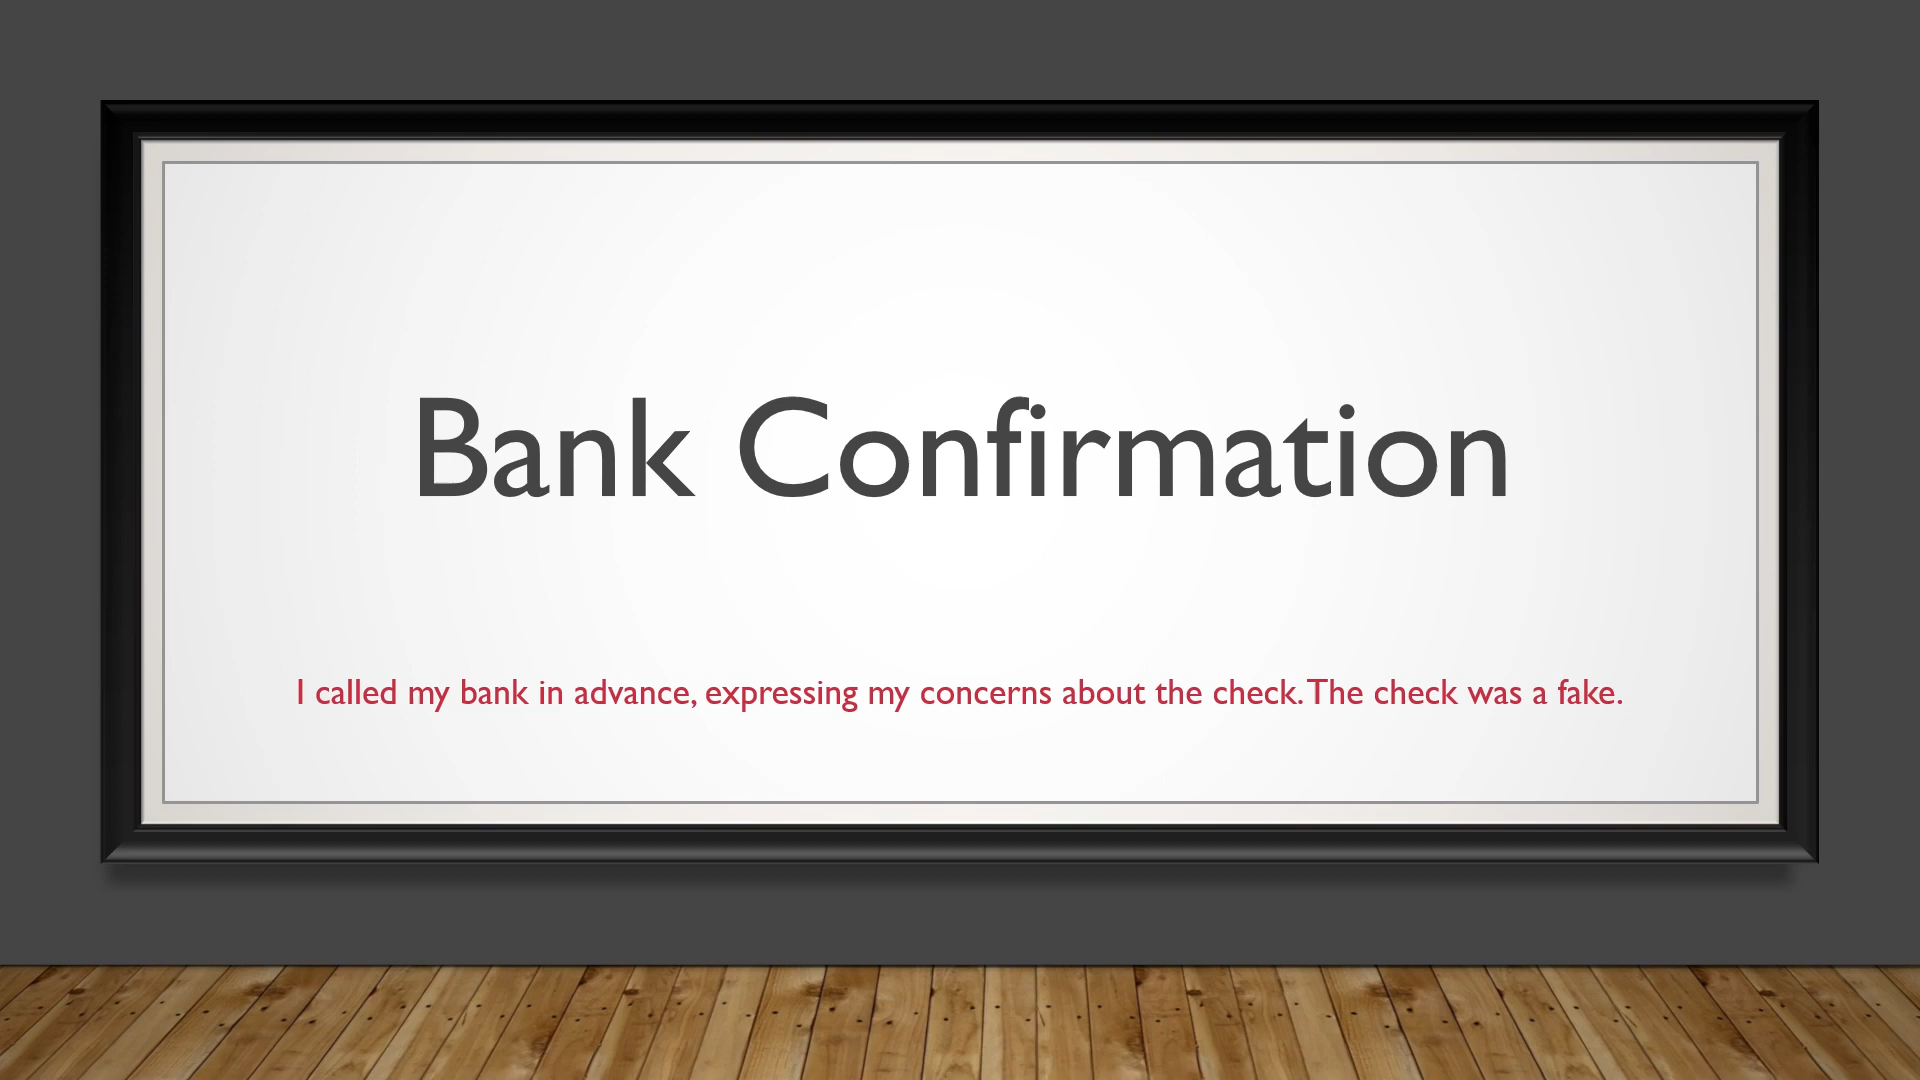 Bank Confirmation
I called my bank in advance, expressing my concerns about the check. The check was a fake.